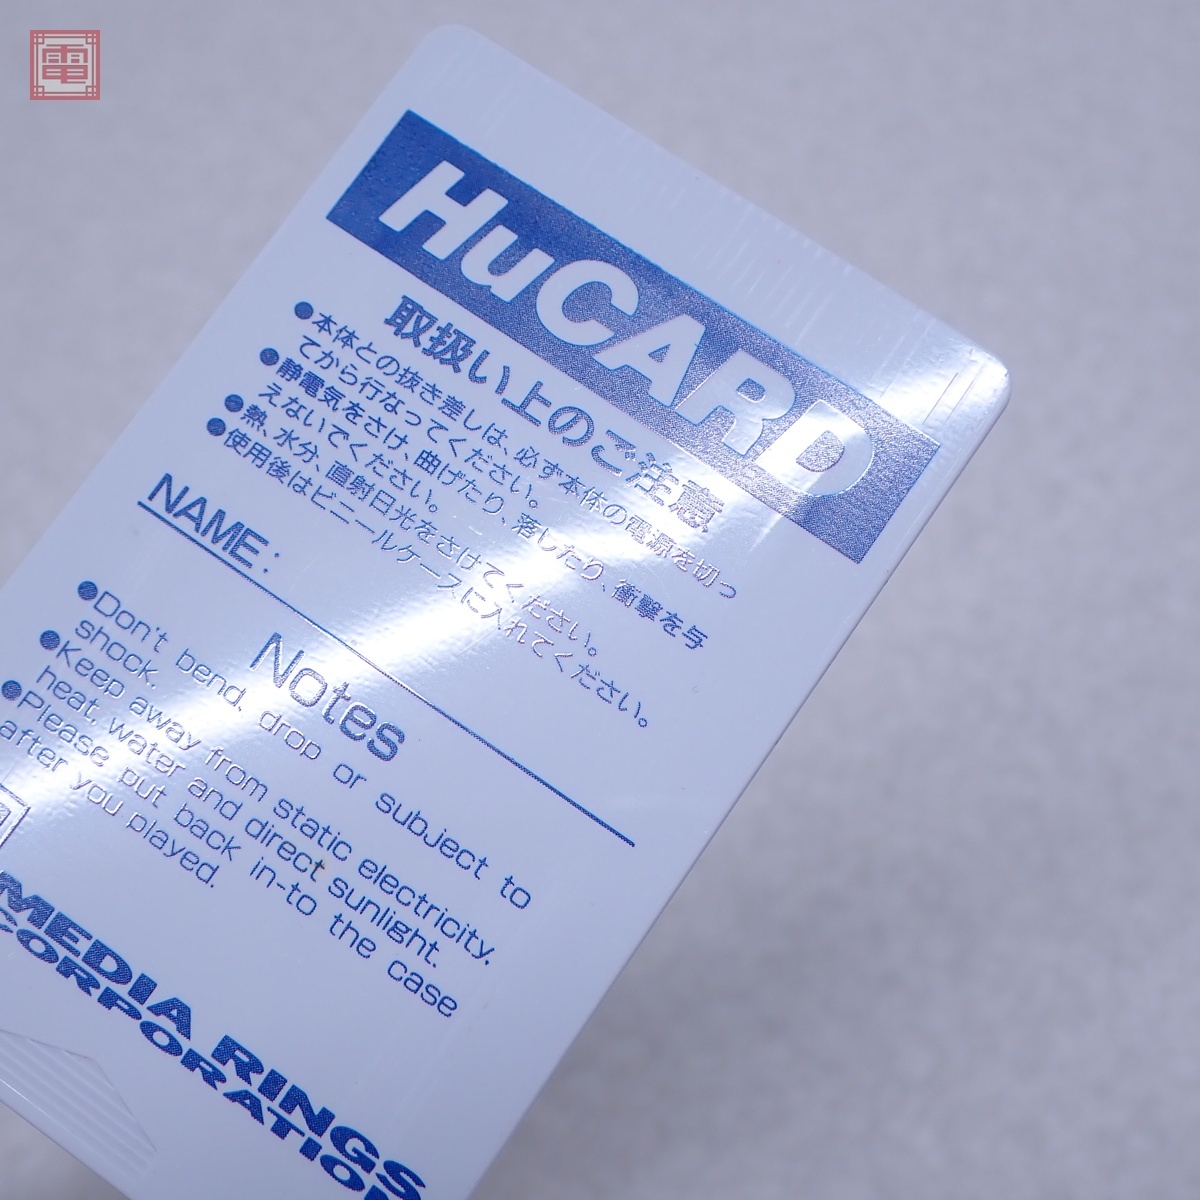 電
HuCARD
取扱い上のご注意
●本体との抜き差しは、必ず本体の電源を切っ
てから行なってください。
●静電気をさけ、曲げたり、落したり、衝撃を与
えないでください。
●熱、水分、直射日光をさけてください。
●使用後はビニールケースに入れてください。
NAME:
Notes
●Don't bend, drop or subject to
shock.
●Keep away from static electricity,
heat, water and direct sunlight.
●Please put back in-to the case
after you played.
MEDIA RINGS
CORPORATION